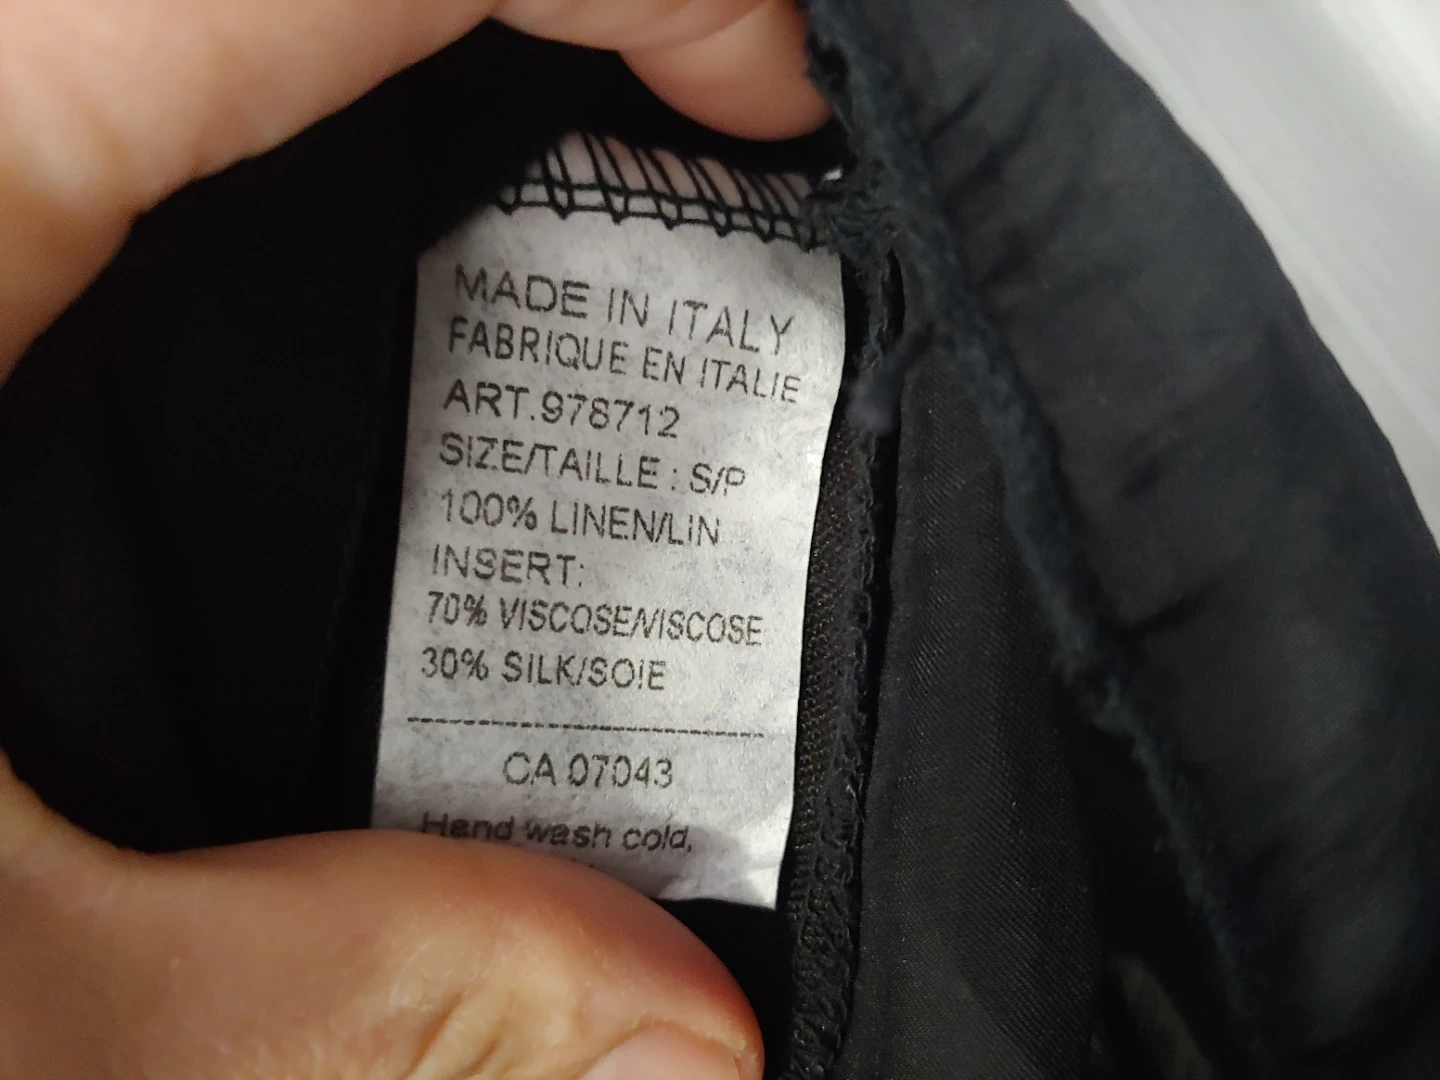 MADE IN ITALY
FABRIQUE EN ITALIE
ART.978712
SIZE/TAILLE : S/P
100% LINEN/LIN
INSERT:
70% VISCOSE/VISCOSE
30% SILK/SOIE
CA 07043
Hand wash cold,